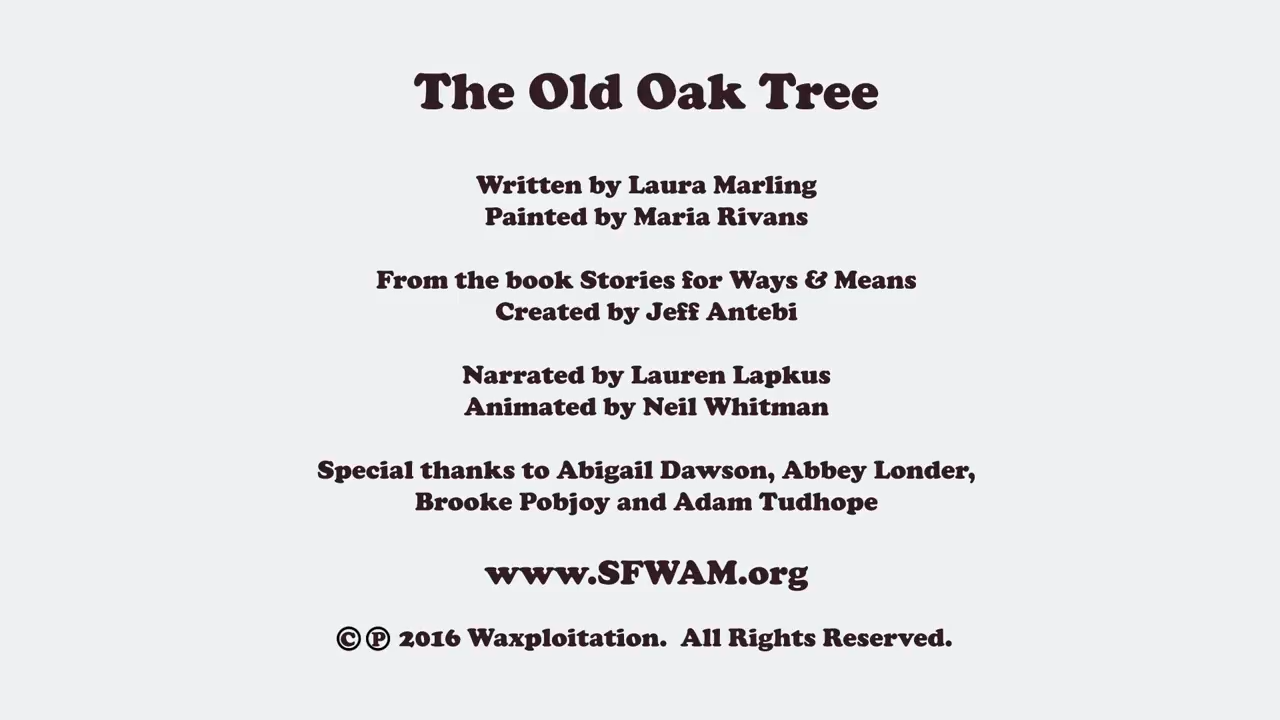 The Old Oak Tree
Written by Laura Marling
Painted by Maria Rivans
From the book Stories for Ways & Means
Created by Jeff Antebi
Narrated by Lauren Lapkus
Animated by Neil Whitman
Special thanks to Abigail Dawson, Abbey Londer,
Brooke Pobjoy and Adam Tudhope
www.SFWAM.org
©℗ 2016 Waxploitation.  All Rights Reserved.